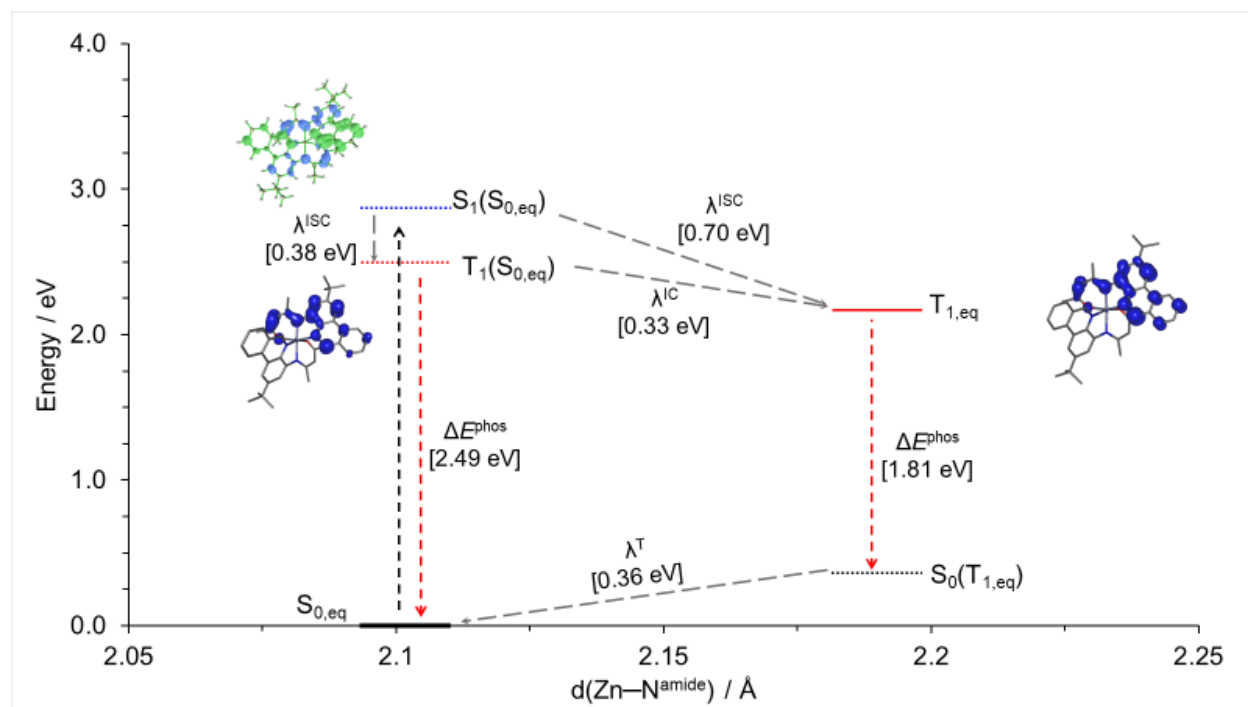 4.0
3.0
2.0
1.0
0.0
Energy / eV
2.05
2.1
2.15
2.2
2.25
d(Zn—Nᵃᵐⁱᵈᵉ) / Å
S₁(S₀,eq)
λᴵˢᶜ
[0.38 eV]
T₁(S₀,eq)
λᴵˢᶜ
[0.70 eV]
λᴵᶜ
[0.33 eV]
T₁,eq
ΔEᵖʰᵒˢ
[2.49 eV]
ΔEᵖʰᵒˢ
[1.81 eV]
λᵀ
[0.36 eV]
S₀(T₁,eq)
S₀,eq